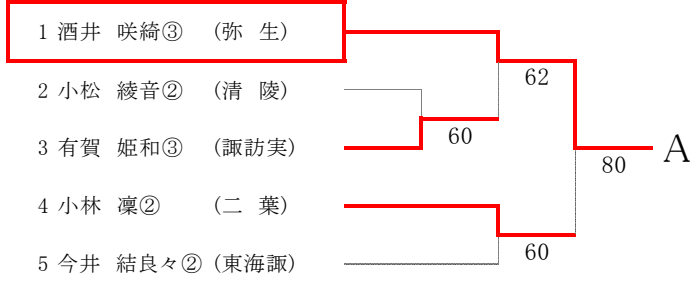 1 酒井 咲綺③ (弥 生)
62
2 小松 綾音② (清 陵)
60
3 有賀 姫和③ (諏訪実)
A
80
4 小林 凜② (二 葉)
60
5 今井 結良々② (東海諏)